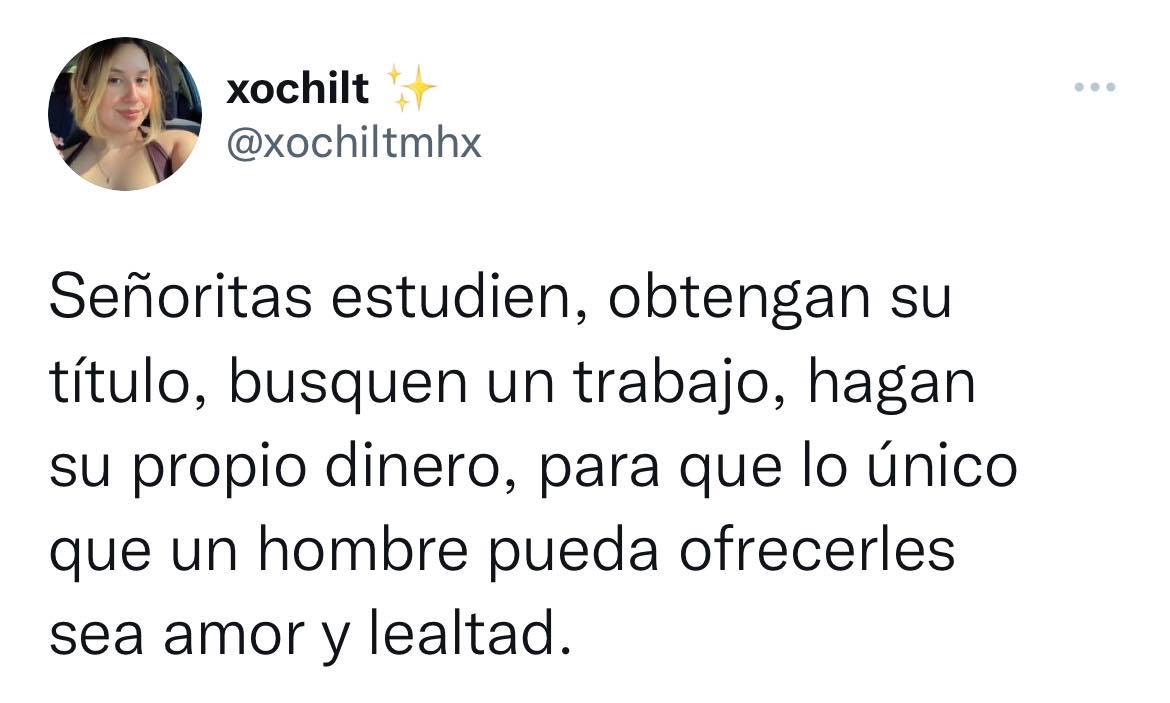 xochilt ✨
@xochiltmhx
Señoritas estudien, obtengan su
título, busquen un trabajo, hagan
su propio dinero, para que lo único
que un hombre pueda ofrecerles
sea amor y lealtad.